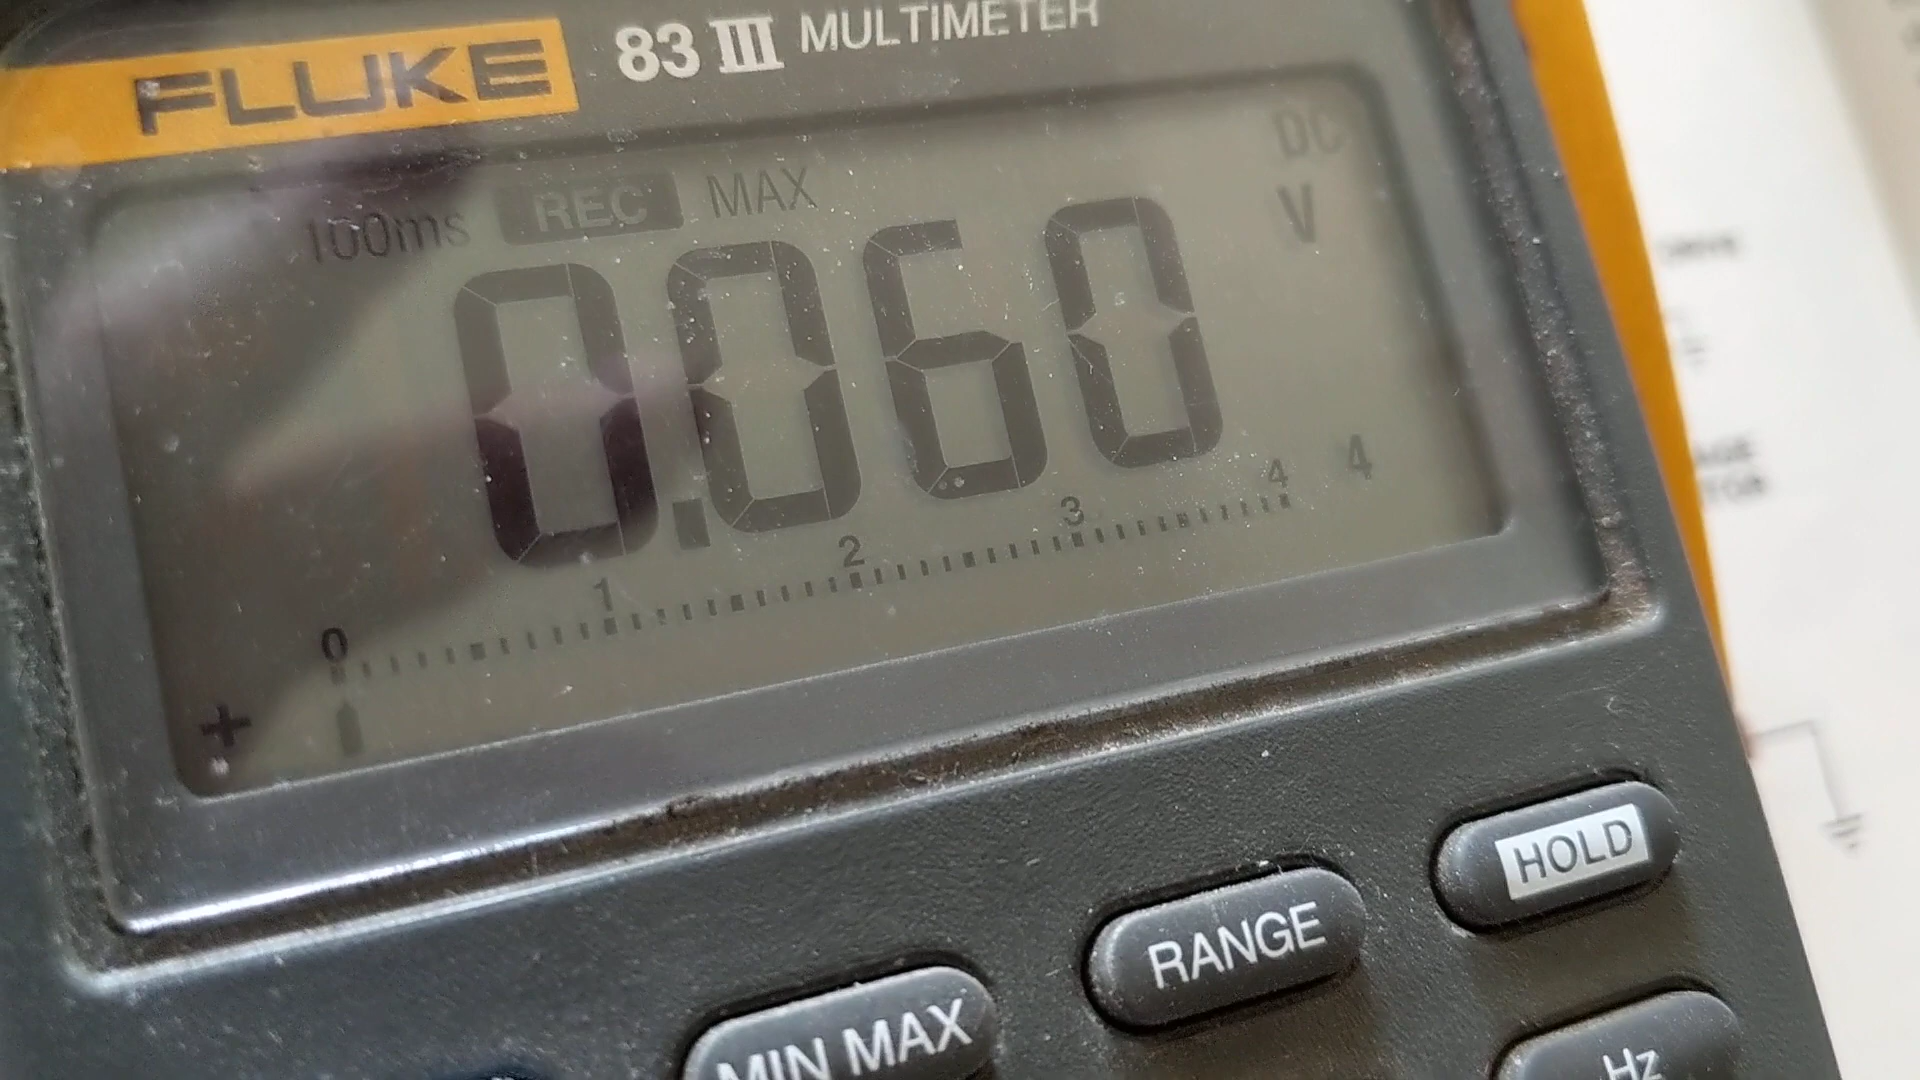 FLUKE 83 III MULTIMETER
DC
100ms REC MAX V
0.060
0 1 2 3 4 4
+
HOLD
RANGE
MIN MAX
Hz